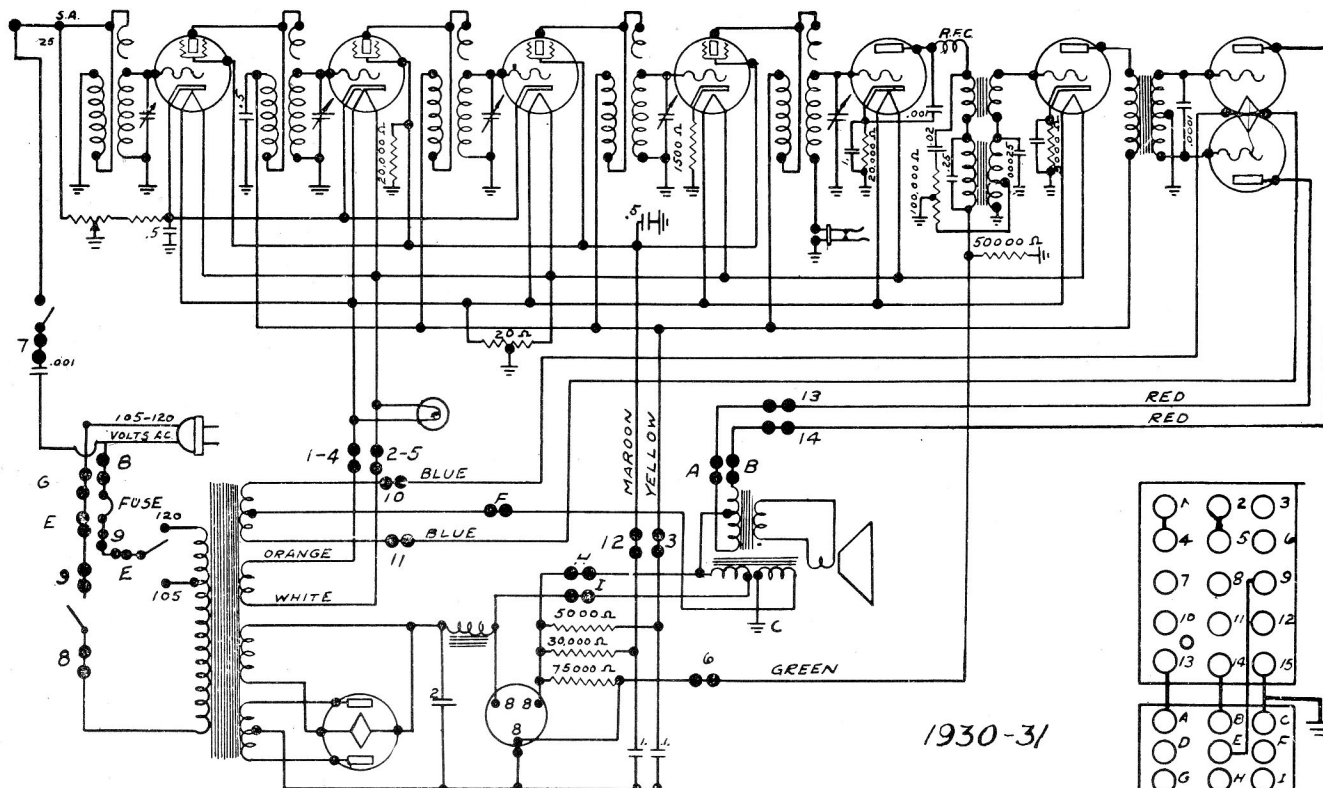 S.A.
.25
R.F.C.
.5
20,000 Ω
1500 Ω
.001
1.
20,000 Ω
.02
100,000 Ω
.25
.00025
.0001
.5
.5
50000 Ω
20 Ω
7
.001
105-120
VOLTS A.C.
G
B
FUSE
E
9
120
E
9
105
8
1-4
2-5
BLUE
10
F
BLUE
11
ORANGE
WHITE
MAROON
YELLOW
12
3
13
RED
14
RED
A
B
H
I
5000 Ω
30,000 Ω
75000 Ω
C
6
GREEN
2
8
8
8
1.
1.
1930-31
1
2
3
4
5
6
7
8
9
10
11
12
13
14
15
A
B
C
D
E
F
G
H
I